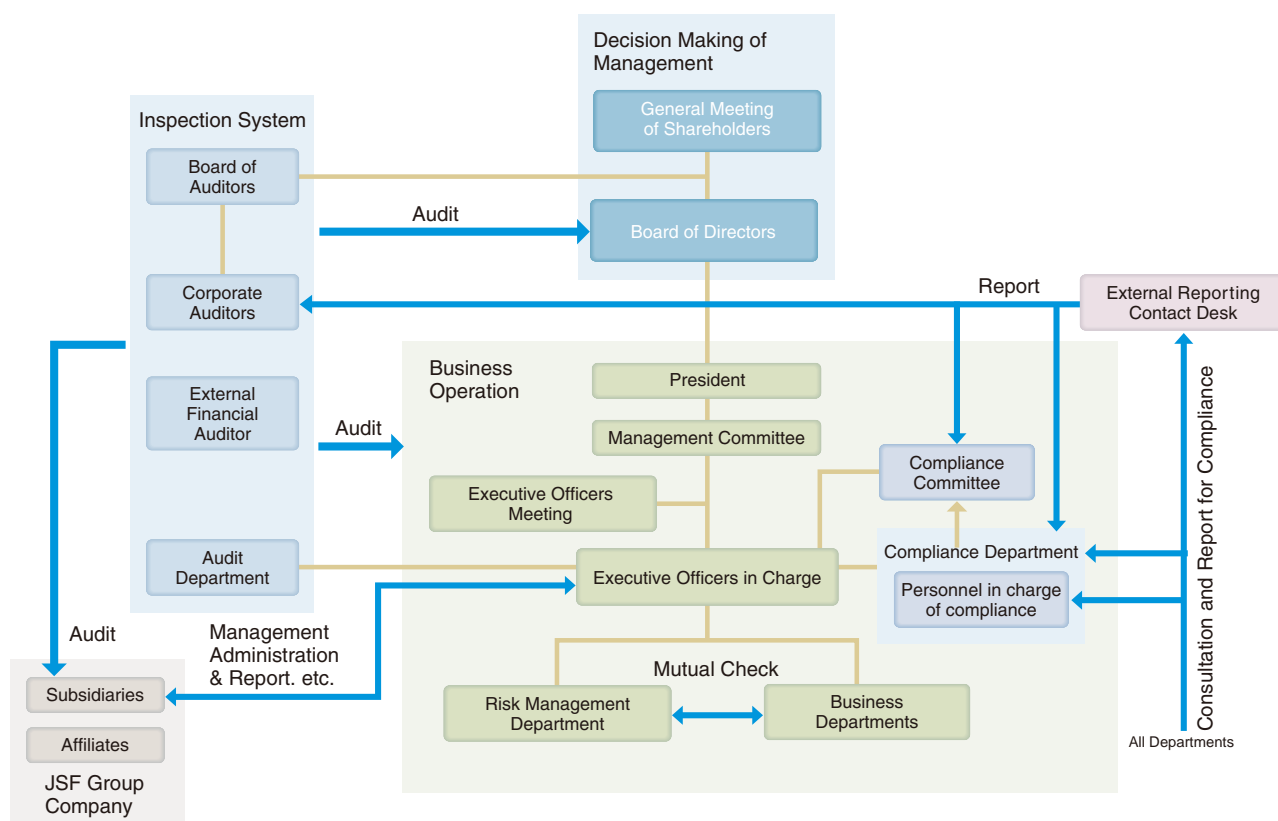 Decision Making of
Management
General Meeting
of Shareholders
Board of Directors
Inspection System
Board of
Auditors
Corporate
Auditors
External
Financial
Auditor
Audit
Department
Audit
Audit
Audit
Report
External Reporting
Contact Desk
Business
Operation
President
Management Committee
Executive Officers
Meeting
Executive Officers in Charge
Compliance
Committee
Compliance Department
Personnel in charge
of compliance
Consultation and Report for Compliance
All Departments
Management
Administration
& Report. etc.
Mutual Check
Risk Management
Department
Business
Departments
Subsidiaries
Affiliates
JSF Group
Company